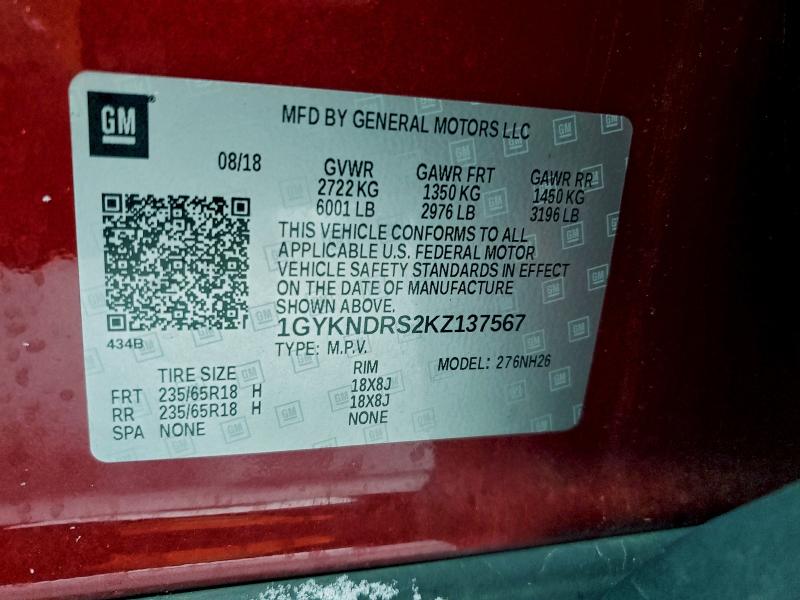 GM
MFD BY GENERAL MOTORS LLC
08/18
GVWR GAWR FRT GAWR RR
2722 KG 1350 KG 1450 KG
6001 LB 2976 LB 3196 LB
THIS VEHICLE CONFORMS TO ALL
APPLICABLE U.S. FEDERAL MOTOR
VEHICLE SAFETY STANDARDS IN EFFECT
ON THE DATE OF MANUFACTURE
SHOWN ABOVE.
1GYKNDRS2KZ137567
434B
TYPE: M.P.V. MODEL: 276NH26
TIRE SIZE RIM
FRT 235/65R18 H 18X8J
RR 235/65R18 H 18X8J
SPA NONE NONE